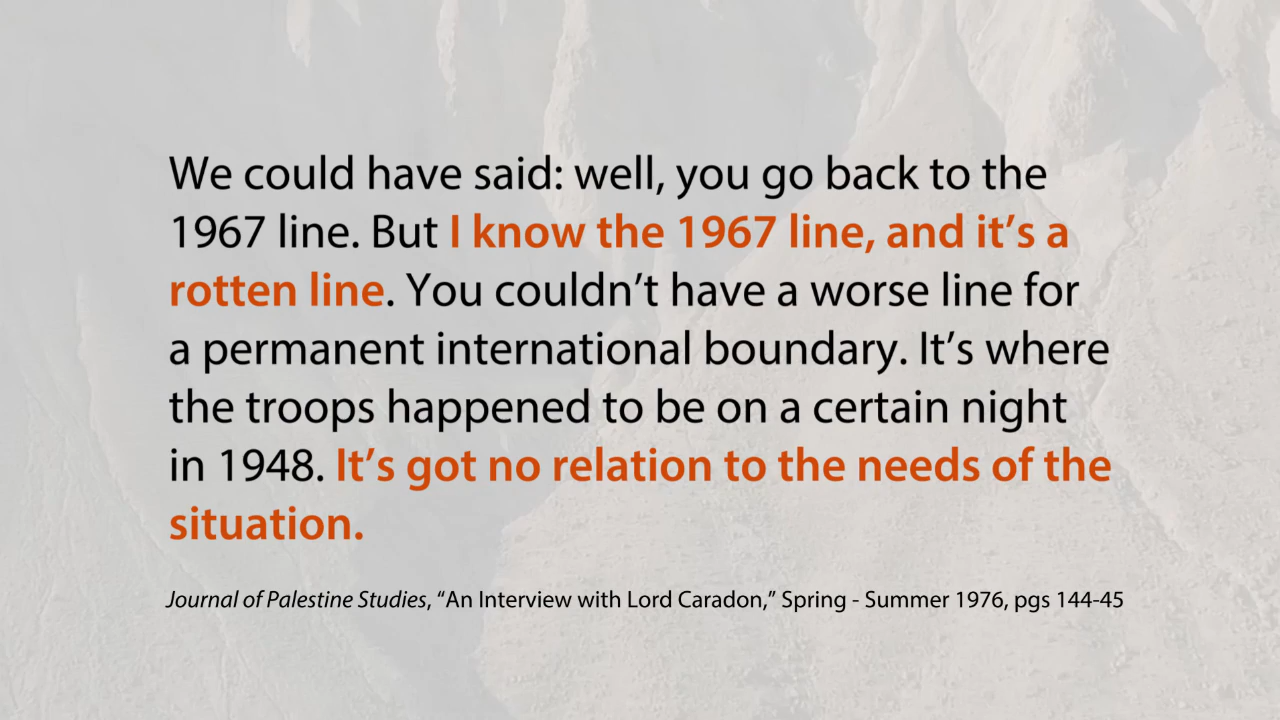 We could have said: well, you go back to the
1967 line. But I know the 1967 line, and it’s a
rotten line. You couldn’t have a worse line for
a permanent international boundary. It’s where
the troops happened to be on a certain night
in 1948. It’s got no relation to the needs of the
situation.
Journal of Palestine Studies, “An Interview with Lord Caradon,” Spring - Summer 1976, pgs 144-45